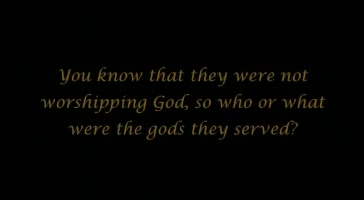 You know that they were not
worshipping God, so who or what
were the gods they served?